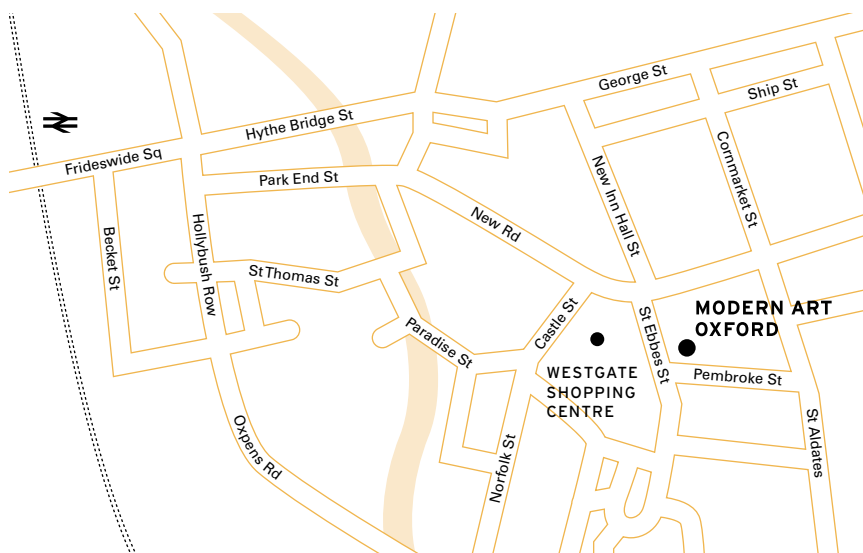 George St
Ship St
Hythe Bridge St
Frideswide Sq
Park End St
New Inn Hall St
Cornmarket St
New Rd
Becket St
Hollybush Row
St Thomas St
Castle St
St Ebbes St
MODERN ART
OXFORD
Paradise St
WESTGATE
SHOPPING
CENTRE
Pembroke St
St Aldates
Oxpens Rd
Norfolk St